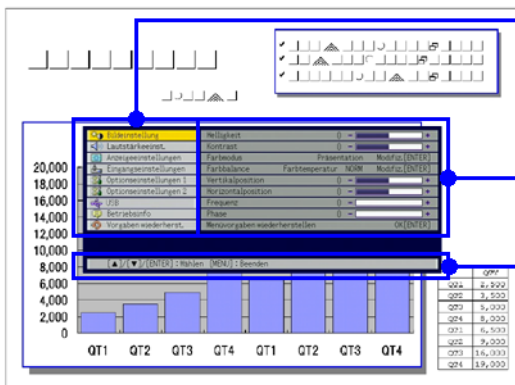 Bildeinstellung
Lautstärkeeinst.
Anzeigeeinstellungen
Eingangseinstellungen
Optionseinstellungen 1
Optionseinstellungen 2
USB
Betriebsinfo
Vorgaben wiederherst.
Helligkeit 0 - +
Kontrast 0 - +
Farbmodus Präsentation Modifiz.[ENTER]
Farbbalance Farbtemperatur NORM Modifiz.[ENTER]
Vertikalposition 0 - +
Horizontalposition 0 - +
Frequenz 0 - +
Phase 0 - +
Menüvorgaben wiederherstellen OK[ENTER]
[▲]/[▼]/[ENTER] : Wählen [MENU] : Beenden
20,000
18,000
16,000
14,000
12,000
10,000
8,000
6,000
4,000
2,000
0
QT1 QT2 QT3 QT4 QT1 QT2 QT3 QT4
QTY
QT1 2,500
QT2 3,500
QT3 5,000
QT4 8,000
QT1 6,500
QT2 9,000
QT3 16,000
QT4 19,000